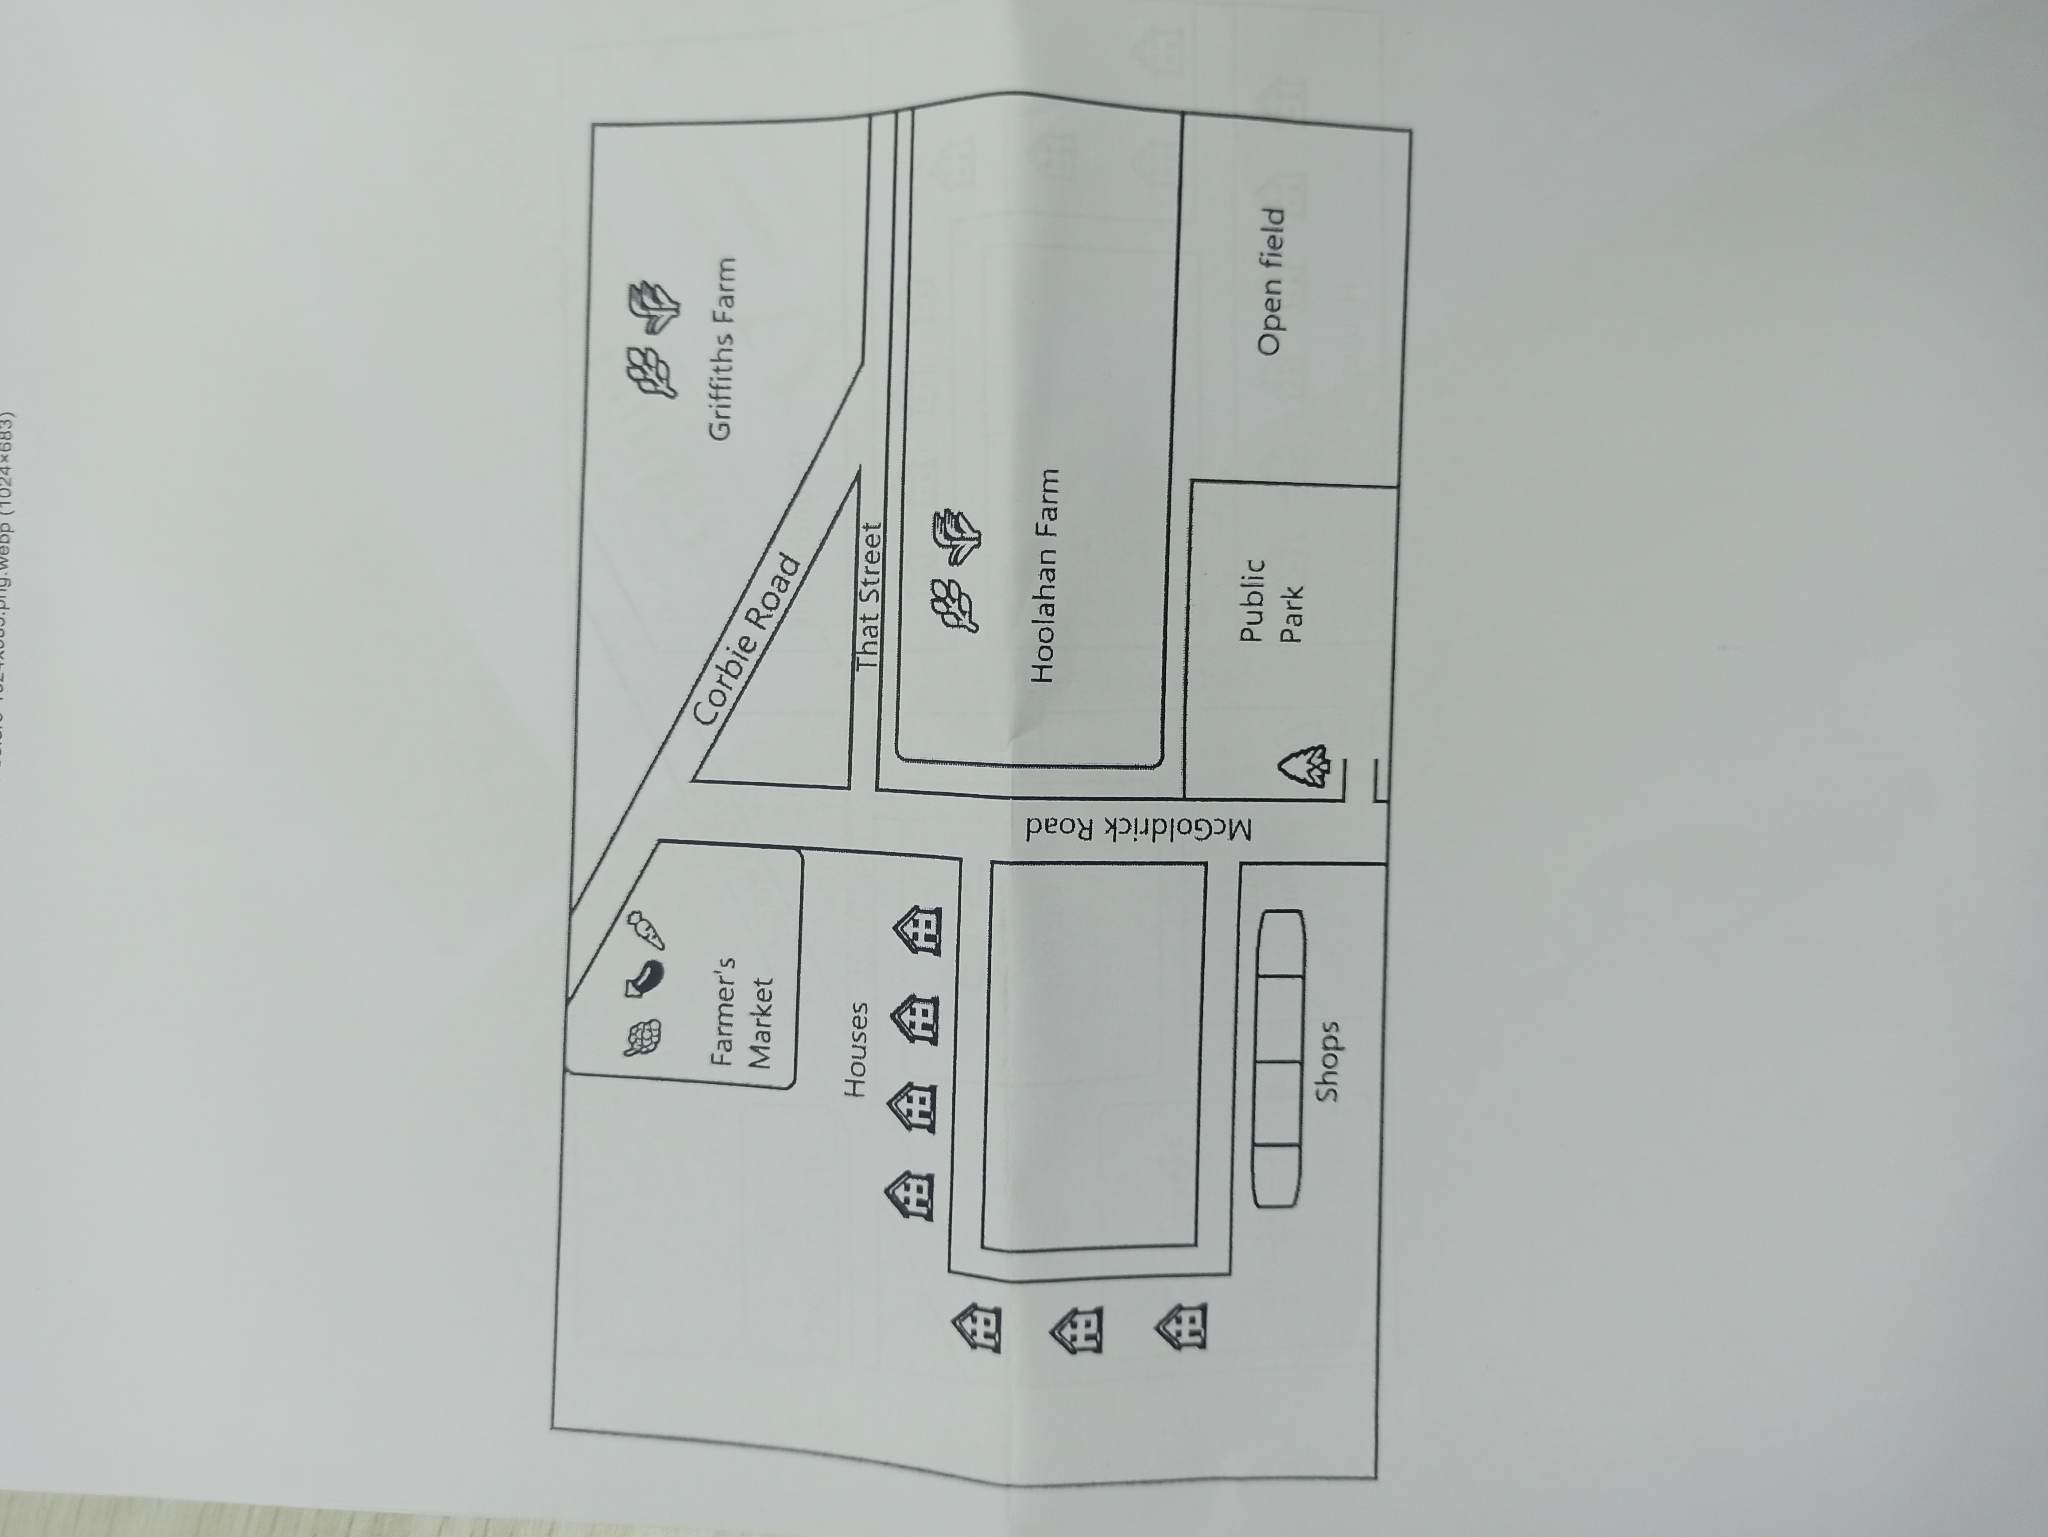 png.webp (1024×683)
Griffiths Farm
Corbie Road
Farmer's
Market
Houses
That Street
Hoolahan Farm
McGoldrick Road
Public
Park
Open field
Shops